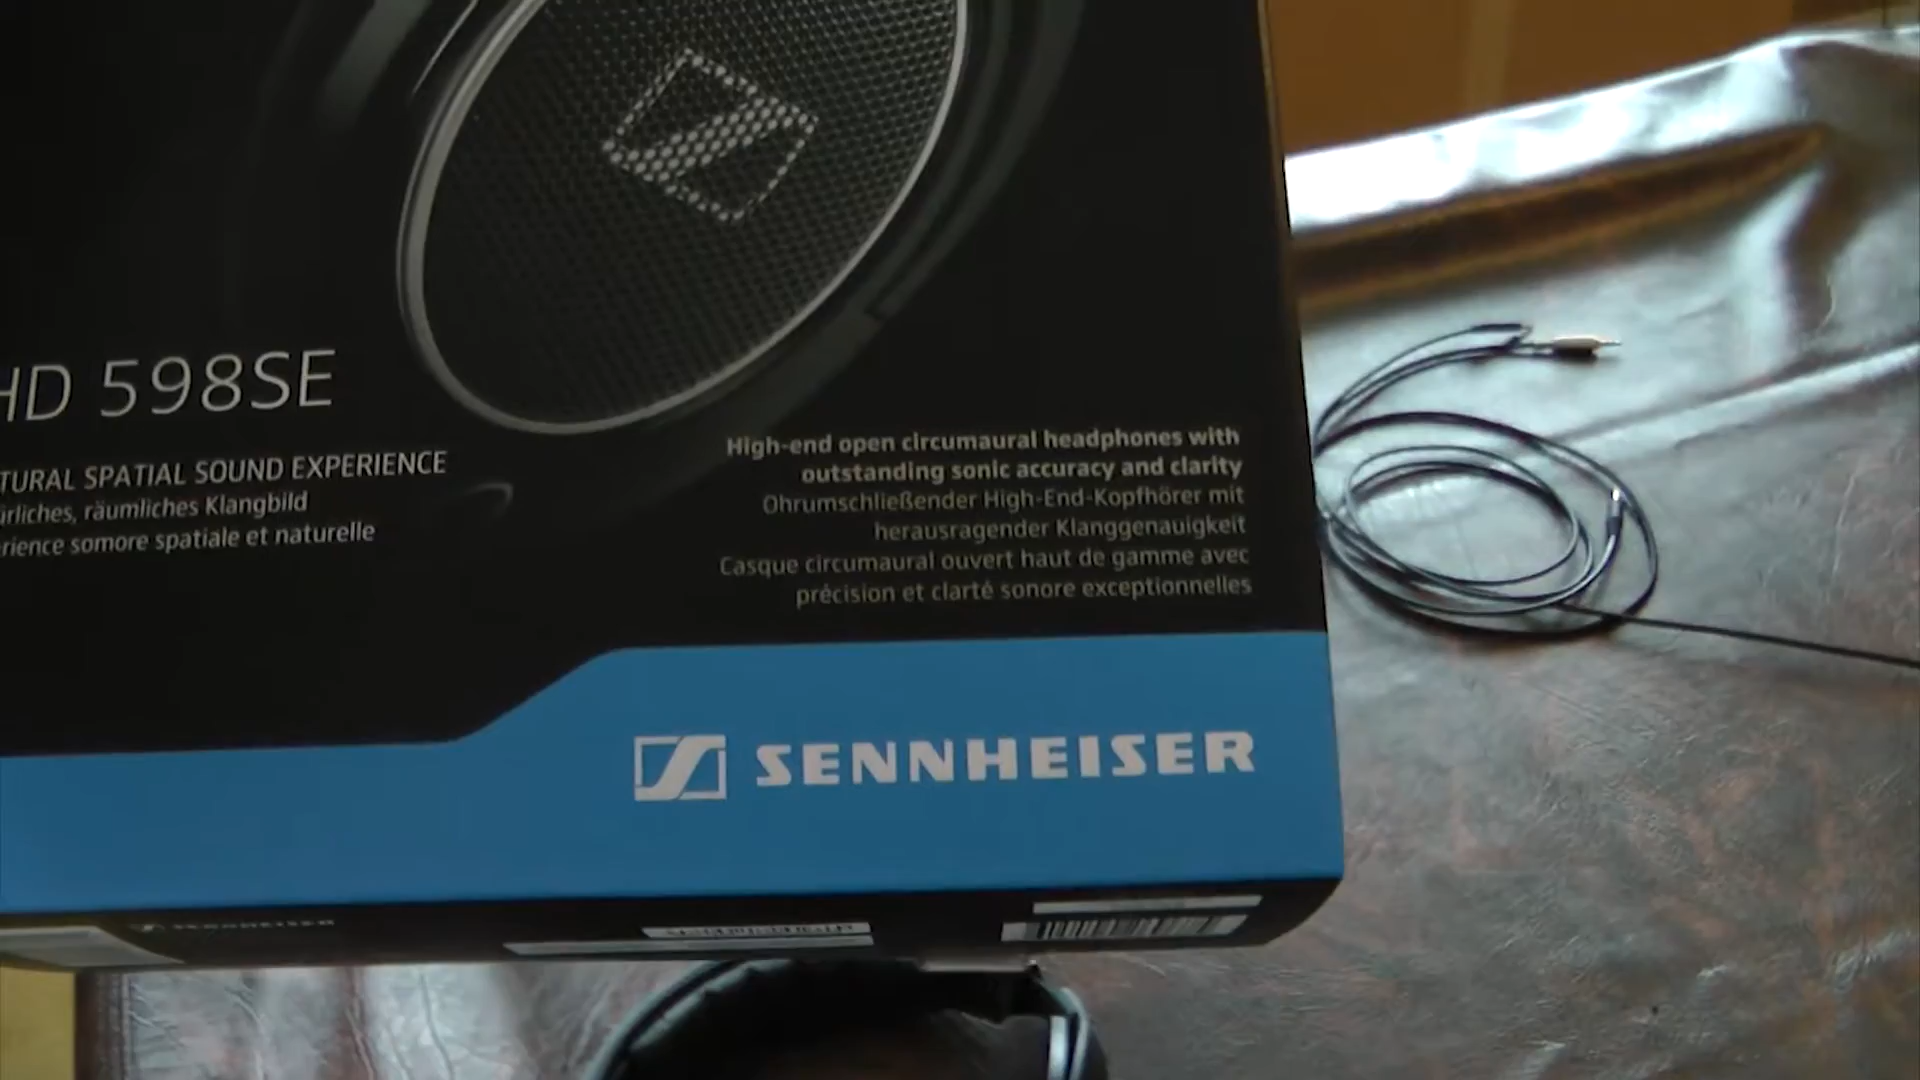 HD 598SE
TURAL SPATIAL SOUND EXPERIENCE
ürliches, räumliches Klangbild
rience somore spatiale et naturelle
High-end open circumaural headphones with
outstanding sonic accuracy and clarity
Ohrumschließender High-End-Kopfhörer mit
herausragender Klanggenauigkeit
Casque circumaural ouvert haut de gamme avec
précision et clarté sonore exceptionnelles
SENNHEISER
SENNHEISER